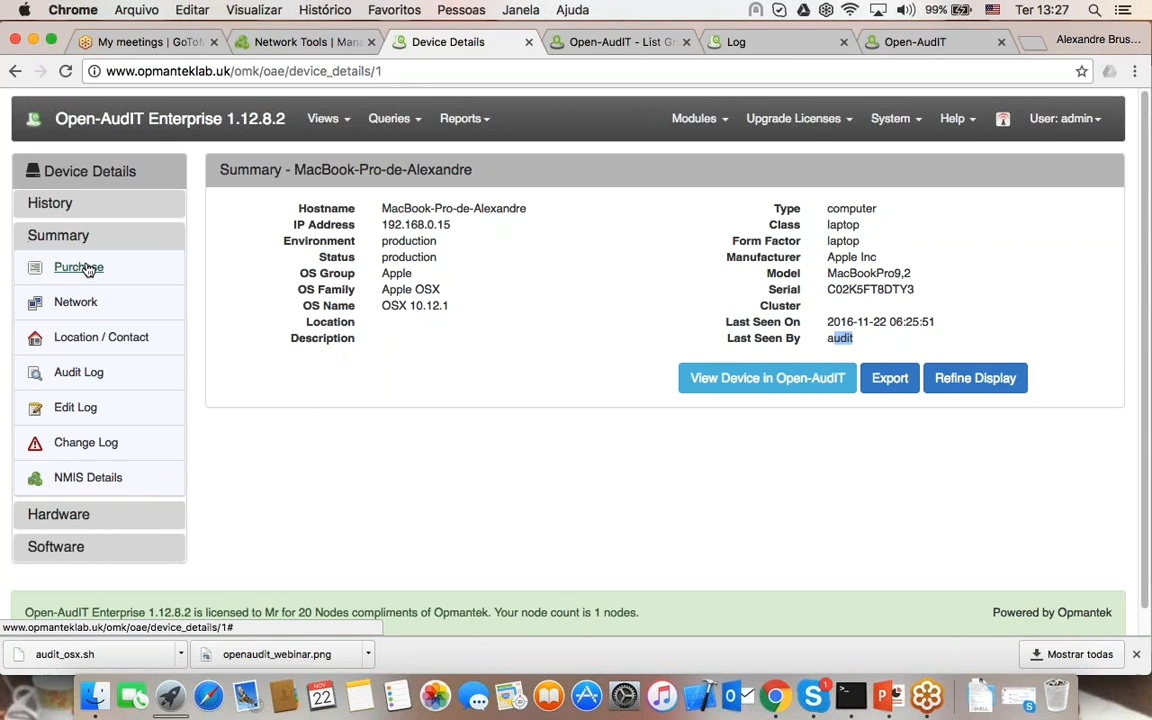 Chrome Arquivo Editar Visualizar Histórico Favoritos Pessoas Janela Ajuda 99% Ter 13:27
My meetings | GoToM Network Tools | Mana Device Details Open-AudIT - List Gr Log Open-AudIT Alexandre Brus...
www.opmanteklab.uk/omk/oae/device_details/1
Open-AudIT Enterprise 1.12.8.2 Views Queries Reports Modules Upgrade Licenses System Help User: admin
Device Details
History
Summary
Purchase
Network
Location / Contact
Audit Log
Edit Log
Change Log
NMIS Details
Hardware
Software
Summary - MacBook-Pro-de-Alexandre
Hostname MacBook-Pro-de-Alexandre
IP Address 192.168.0.15
Environment production
Status production
OS Group Apple
OS Family Apple OSX
OS Name OSX 10.12.1
Location
Description
Type computer
Class laptop
Form Factor laptop
Manufacturer Apple Inc
Model MacBookPro9,2
Serial C02K5FT8DTY3
Cluster
Last Seen On 2016-11-22 06:25:51
Last Seen By audit
View Device in Open-AudIT Export Refine Display
Open-AudIT Enterprise 1.12.8.2 is licensed to Mr for 20 Nodes compliments of Opmantek. Your node count is 1 nodes. Powered by Opmantek
www.opmanteklab.uk/omk/oae/device_details/1#
audit_osx.sh openaudit_webinar.png Mostrar todas
NOV
22
1